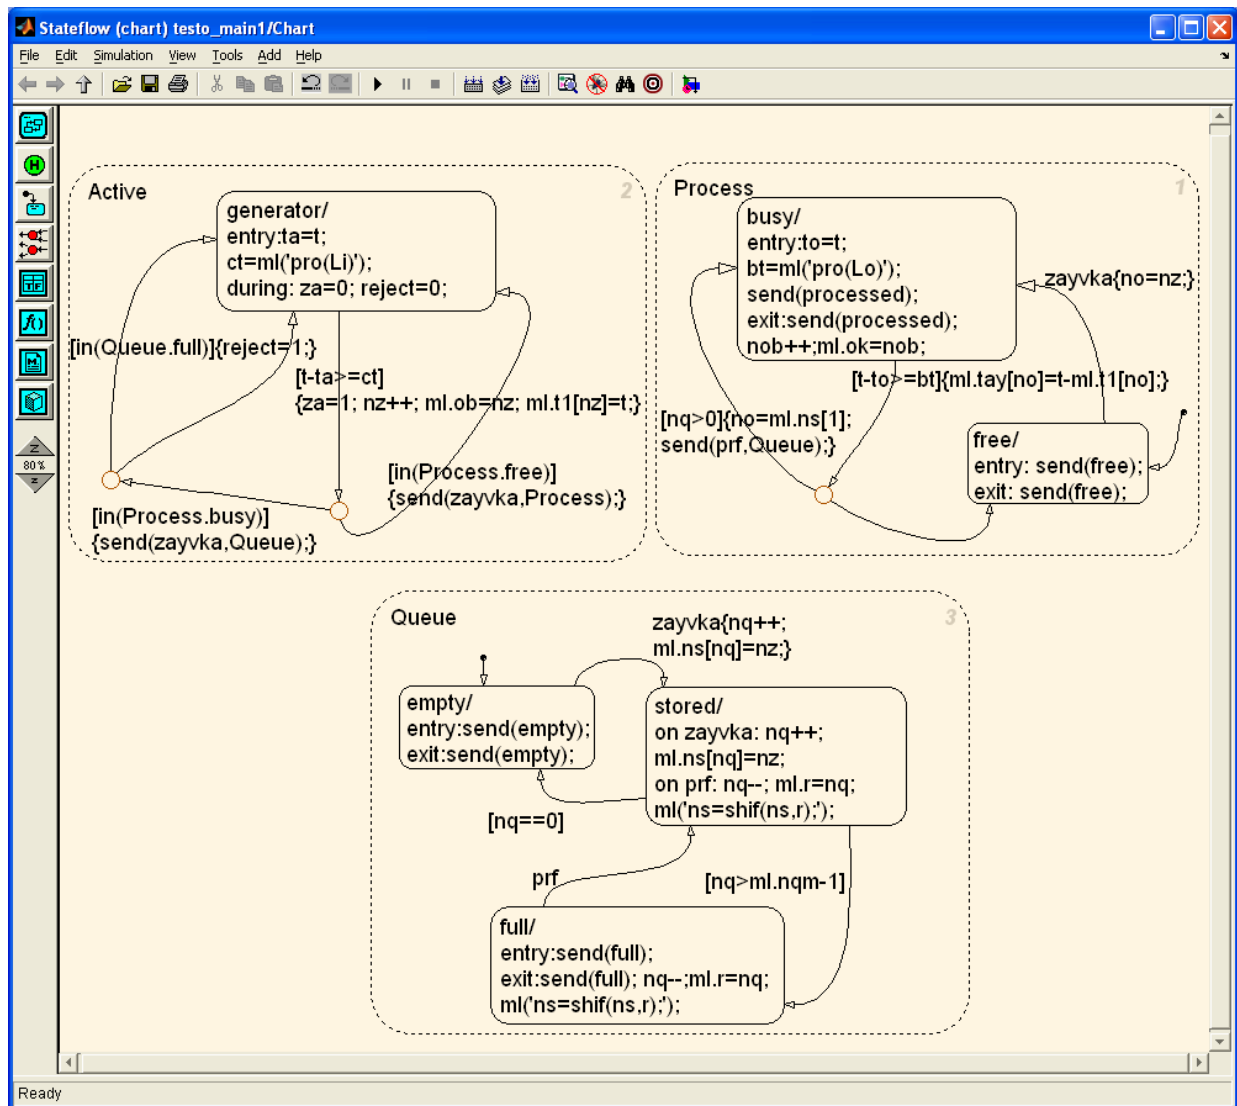 Stateflow (chart) testo_main1/Chart
File Edit Simulation View Tools Add Help
80%
Active
2
generator/
entry:ta=t;
ct=ml('pro(Li)');
during: za=0; reject=0;
[in(Queue.full)]{reject=1;}
[t-ta>=ct]
{za=1; nz++; ml.ob=nz; ml.t1[nz]=t;}
[in(Process.free)]
{send(zayvka,Process);}
[in(Process.busy)]
{send(zayvka,Queue);}
Process
1
busy/
entry:to=t;
bt=ml('pro(Lo)');
send(processed);
exit:send(processed);
nob++;ml.ok=nob;
zayvka{no=nz;}
[t-to>=bt]{ml.tay[no]=t-ml.t1[no];}
[nq>0]{no=ml.ns[1];
send(prf,Queue);}
free/
entry: send(free);
exit: send(free);
Queue
3
zayvka{nq++;
ml.ns[nq]=nz;}
empty/
entry:send(empty);
exit:send(empty);
stored/
on zayvka: nq++;
ml.ns[nq]=nz;
on prf: nq--; ml.r=nq;
ml('ns=shif(ns,r);');
[nq==0]
prf
[nq>ml.nqm-1]
full/
entry:send(full);
exit:send(full); nq--;ml.r=nq;
ml('ns=shif(ns,r);');
Ready